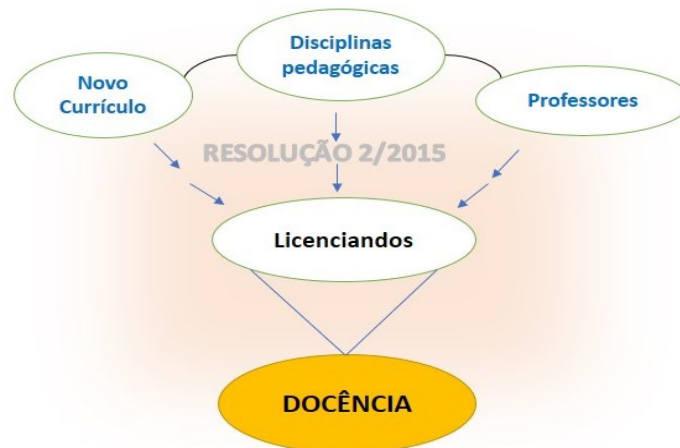 Disciplinas
pedagógicas
Novo
Currículo
Professores
RESOLUÇÃO 2/2015
Licenciandos
DOCÊNCIA